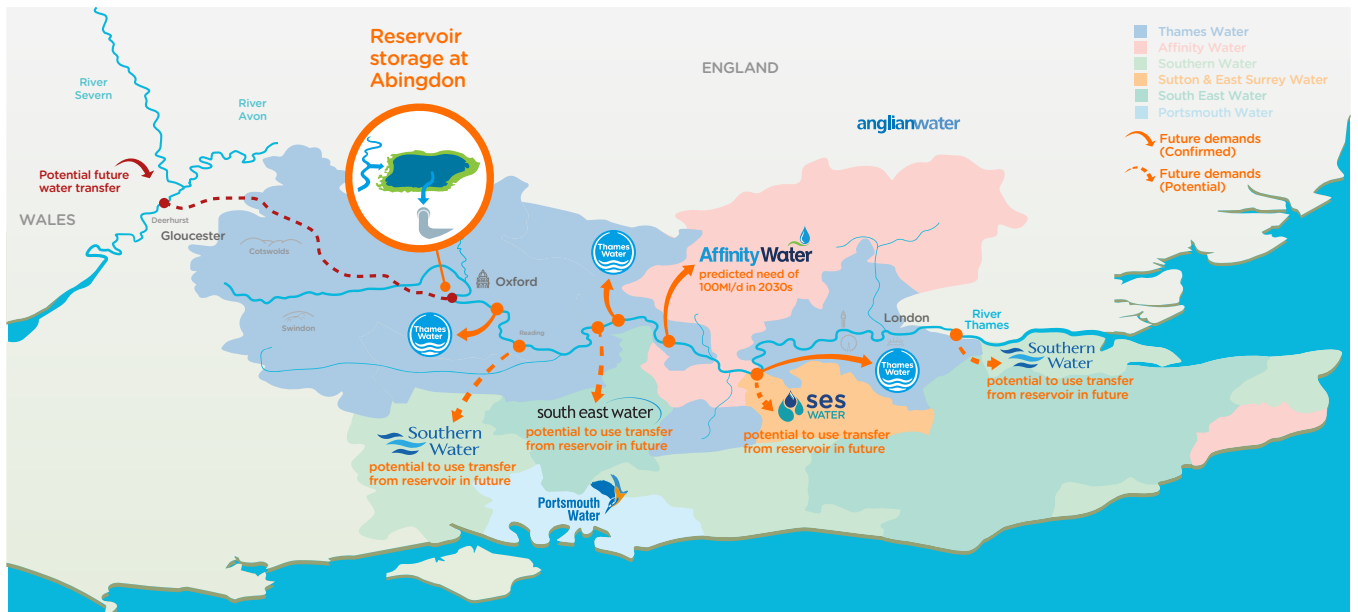 Reservoir
storage at
Abingdon
ENGLAND
Thames Water
Affinity Water
Southern Water
Sutton & East Surrey Water
South East Water
Portsmouth Water
Future demands
(Confirmed)
Future demands
(Potential)
River
Severn
River
Avon
anglianwater
Potential future
water transfer
WALES
Deerhurst
Gloucester
Cotswolds
Swindon
Oxford
Reading
Thames
Water
Thames
Water
AffinityWater
predicted need of
100Ml/d in 2030s
London
River
Thames
Thames
Water
Southern
Water
potential to use transfer
from reservoir in future
ses
WATER
potential to use transfer
from reservoir in future
south east water
potential to use transfer
from reservoir in future
Southern
Water
potential to use transfer
from reservoir in future
Portsmouth
Water